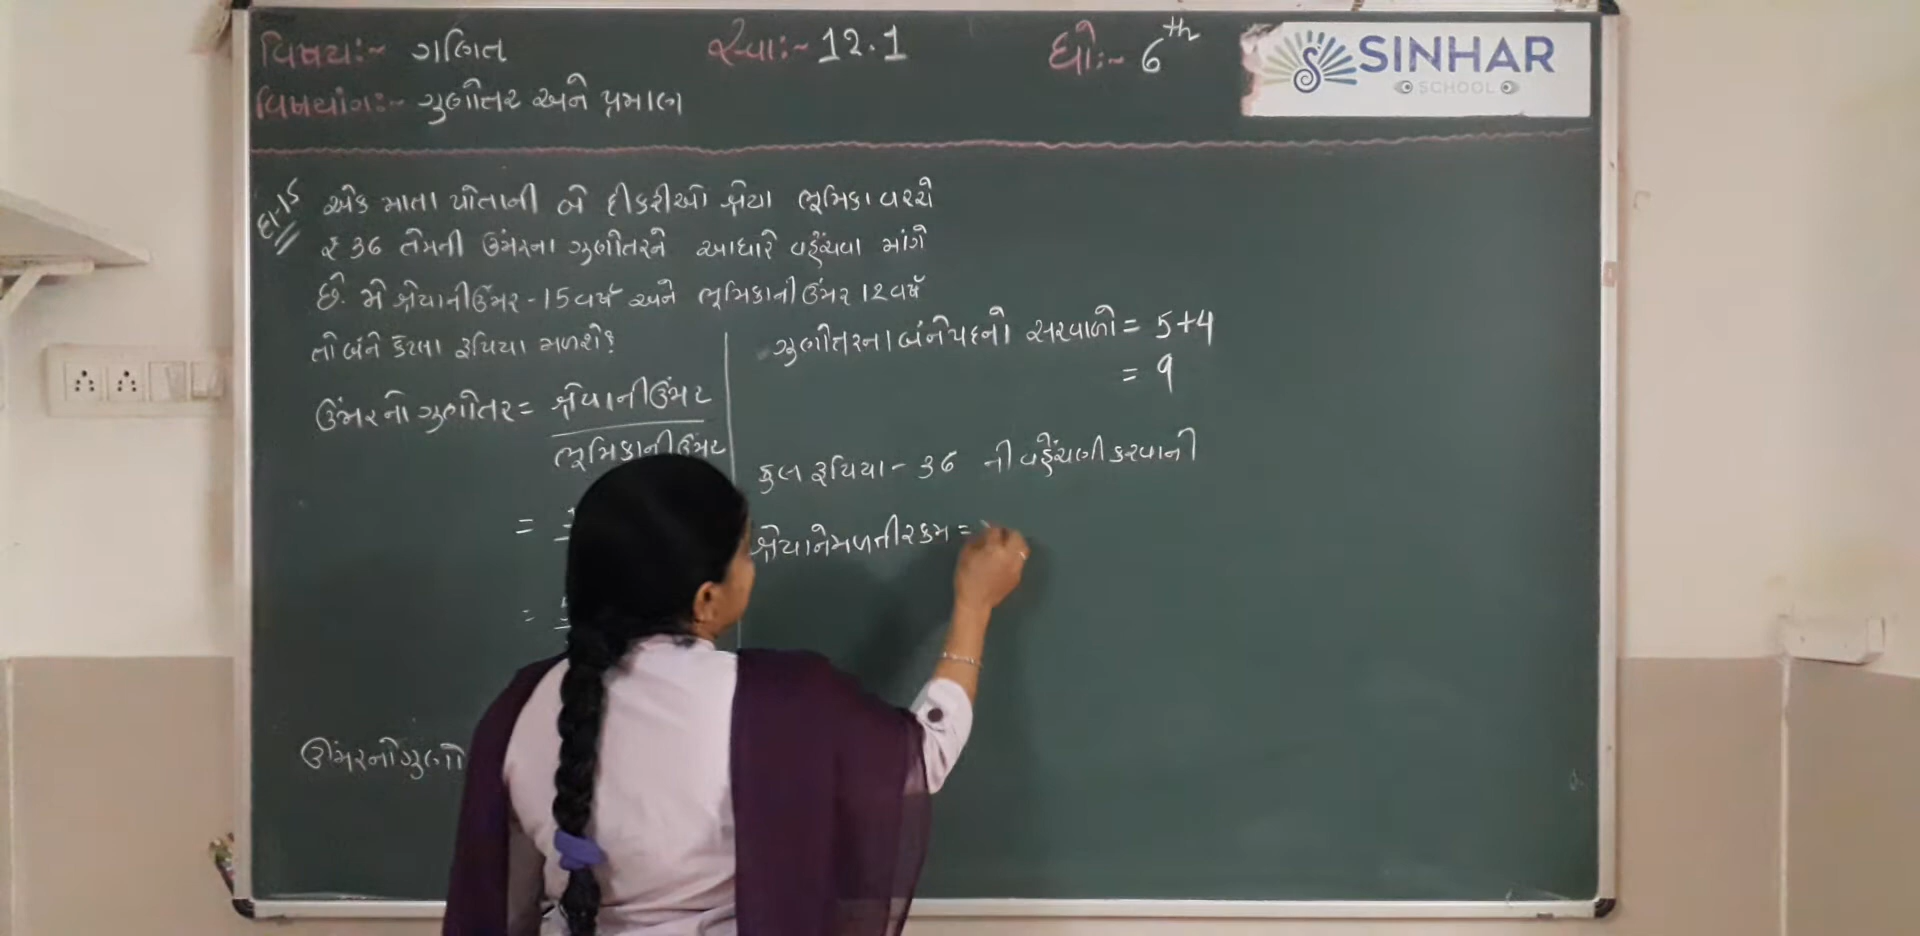 વિષય:- ગણિત
સ્વા:- 12.1
ધો:- 6th
SINHAR
SCHOOL
વિષયાંગ:- ગુણોતર અને પ્રમાણ
દા-15 એક માતા પોતાની બે દીકરીઓ શ્રેયા ભૂમિકા વચ્ચે
₹ 36 તેમની ઉંમરના ગુણોતરને આધારે વહેંચવા માંગે
છે. જો શ્રેયાની ઉંમર - 15 વર્ષ અને ભૂમિકાની ઉંમર 12 વર્ષ
તો બંને કેટલા રૂપિયા મળશે?
ઉંમરનો ગુણોતર = શ્રેયાની ઉંમર
ભૂમિકાની ઉંમર
=
=
ઊંમરનો ગુણો
ગુણોતરના બંને પદનો સરવાળો = 5+4
= 9
કુલ રૂપિયા - 36 ની વહેંચણી કરવાની
શ્રેયાને મળતી રકમ =